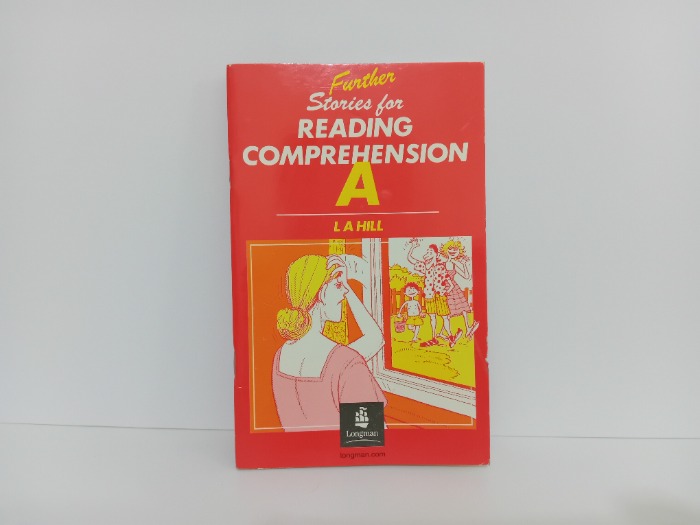 Further
Stories for
READING
COMPREHENSION
A
L A HILL
Longman
longman.com